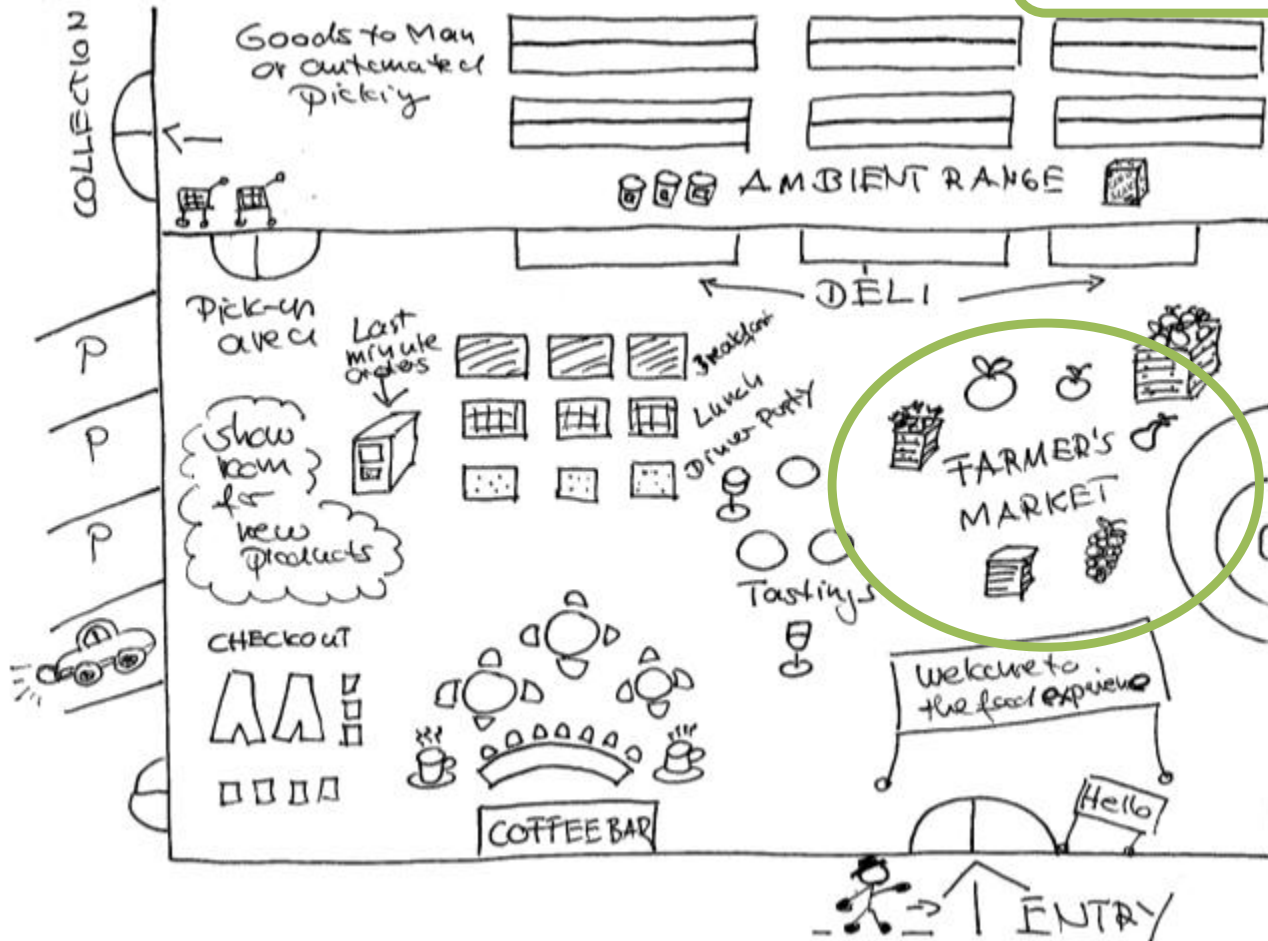 COLLECTION
Goods to Man
or automated
Picking
AMBIENT RANGE
DELI
Pick-up
area
Last
minute
orders
Breakfast
Lunch
Dinner Party
P
P
P
Show
room
for
new
products
FARMER'S
MARKET
Tastings
CHECKOUT
Welcome to
the food experience
Hello
COFFEE BAR
ENTRY